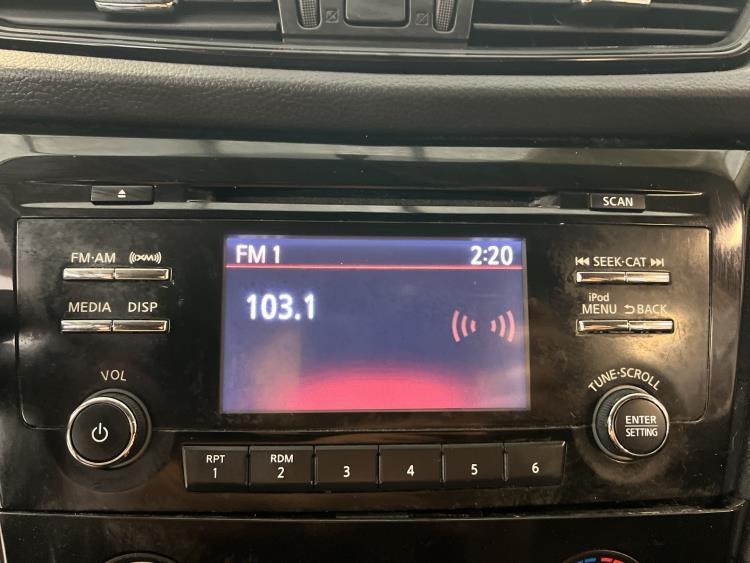 SCAN
FM·AM ((XM))
MEDIA DISP
VOL
FM 1 2:20
103.1
SEEK·CAT
iPod
MENU BACK
TUNE·SCROLL
ENTER
SETTING
RPT RDM
1 2 3 4 5 6